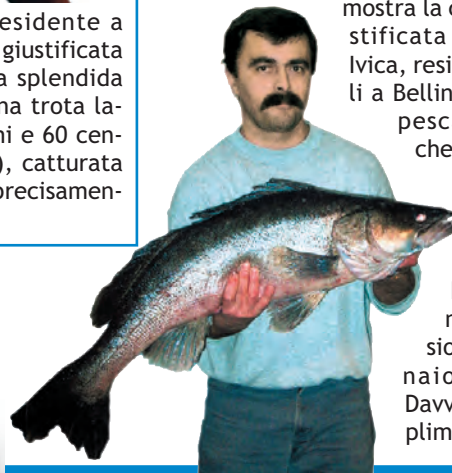 esidente a
giustificata
a splendida
na trota la-
ni e 60 cen-
), catturata
precisamen-
mostra la
stificata
Ivica, resi
li a Bellin
pesc
che
sio
naio
Davv
plim